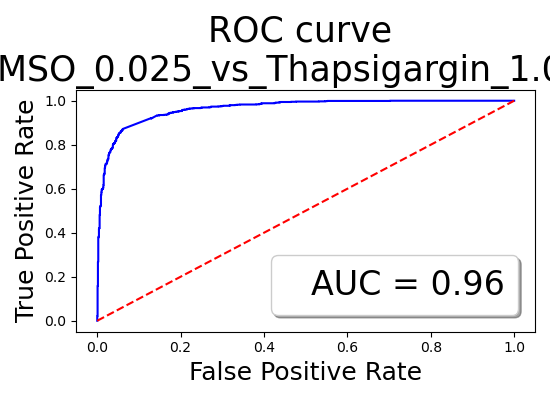 ROC curve
MSO_0.025_vs_Thapsigargin_1.0
1.0
0.8
0.6
0.4
0.2
0.0
True Positive Rate
AUC = 0.96
0.0 0.2 0.4 0.6 0.8 1.0
False Positive Rate